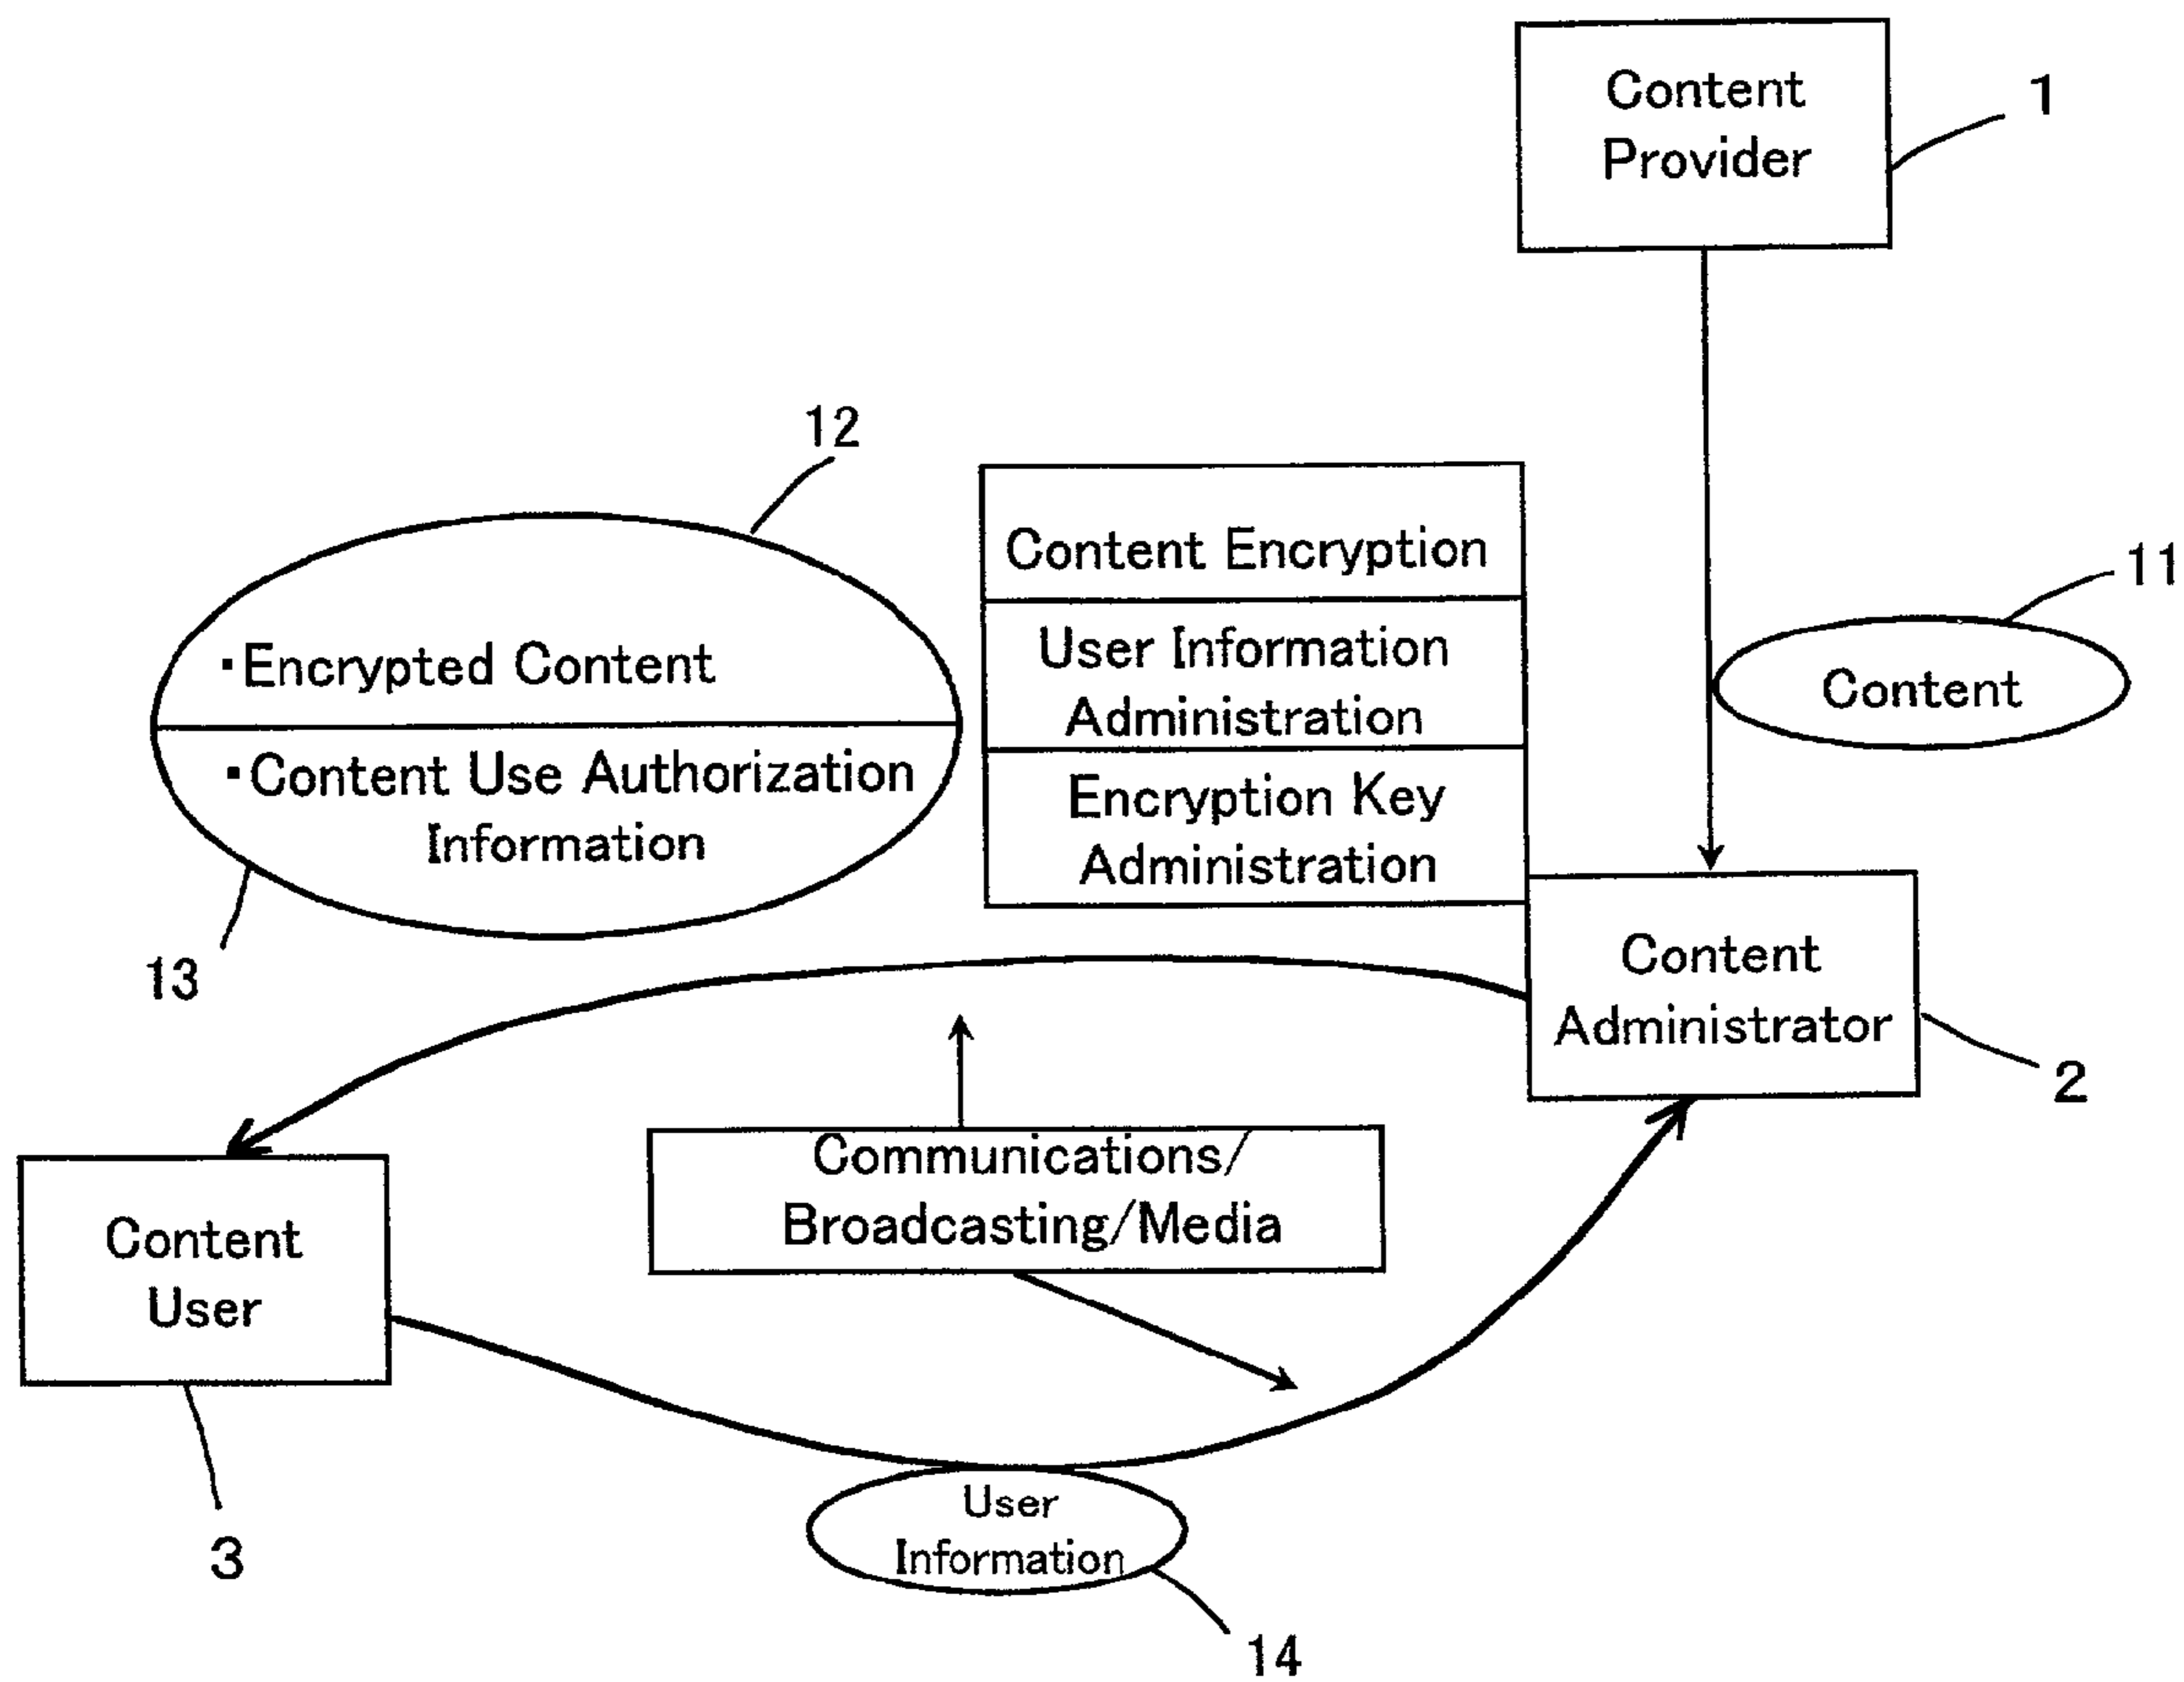 Content
Provider
1
12
Content Encryption
User Information
Administration
Encryption Key
Administration
11
Content
・Encrypted Content
・Content Use Authorization
Information
13
Content
Administrator
2
Communications/
Broadcasting/Media
Content
User
3
User
Information
14